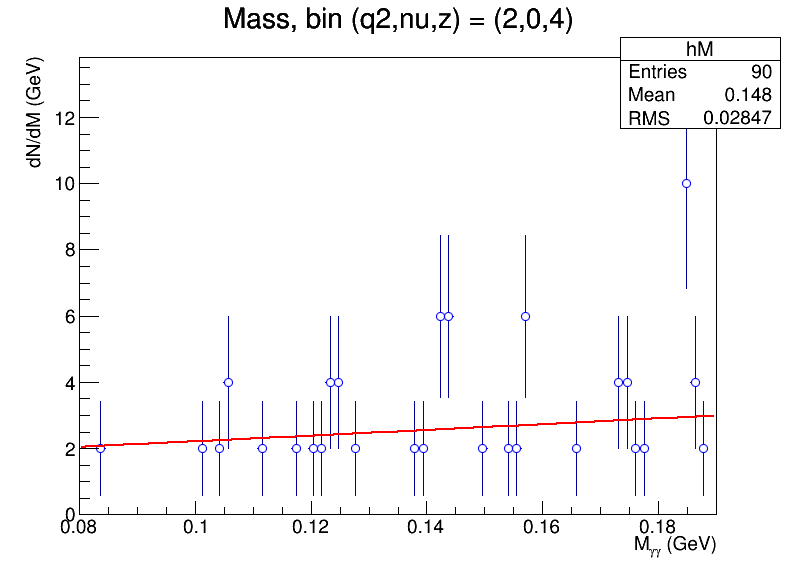 Mass, bin (q2,nu,z) = (2,0,4)
hM
Entries 90
Mean 0.148
RMS 0.02847
dN/dM (GeV)
12
10
8
6
4
2
0
0.08 0.1 0.12 0.14 0.16 0.18
Mγγ (GeV)